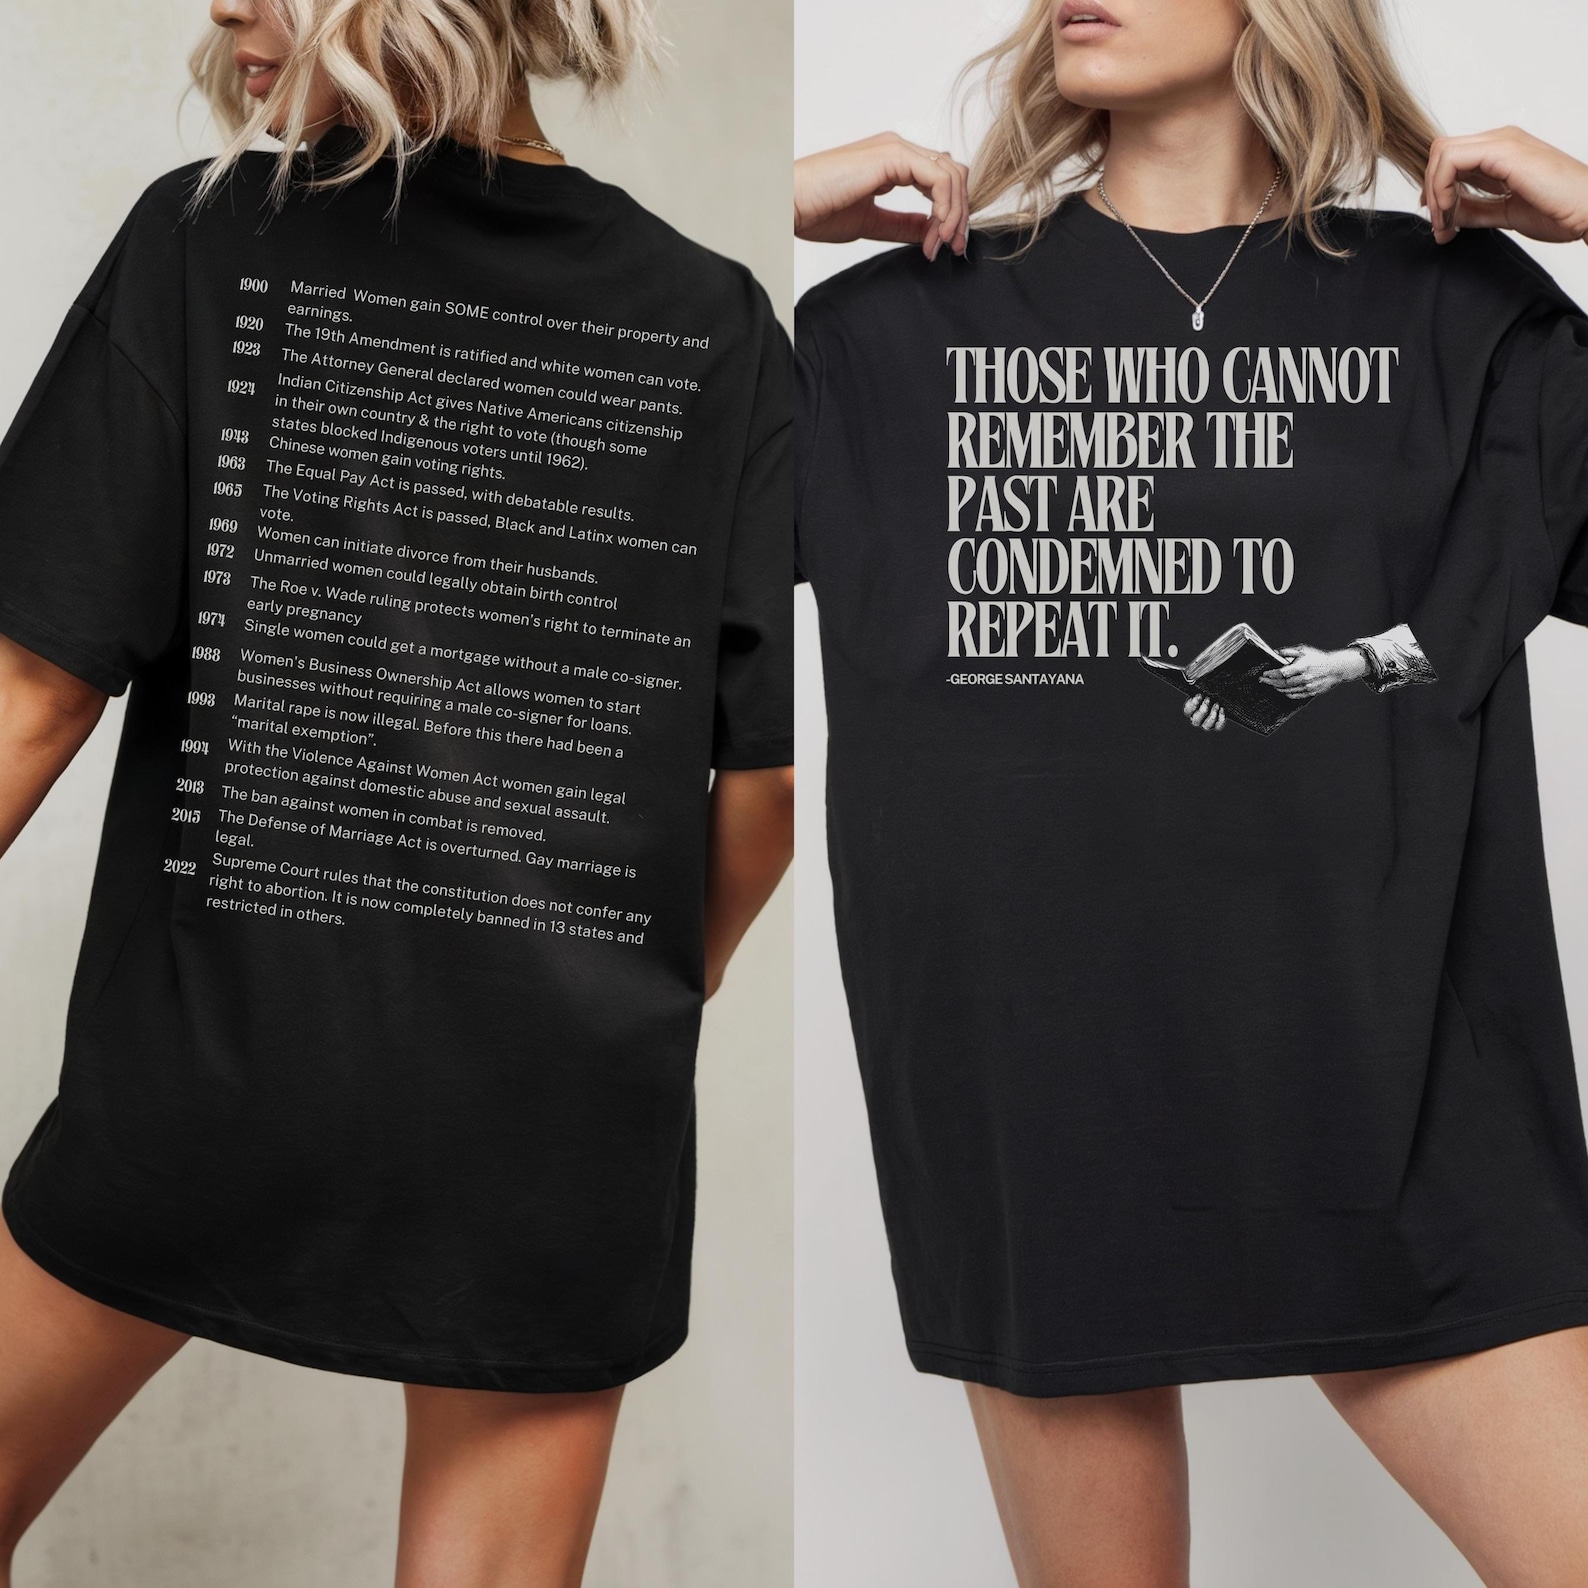 1900 Married Women gain SOME control over their property and
earnings.
1920 The 19th Amendment is ratified and white women can vote.
1923 The Attorney General declared women could wear pants.
1924 Indian Citizenship Act gives Native Americans citizenship
in their own country & the right to vote (though some
states blocked Indigenous voters until 1962).
1943 Chinese women gain voting rights.
1963 The Equal Pay Act is passed, with debatable results.
1965 The Voting Rights Act is passed, Black and Latinx women can
vote.
1969 Women can initiate divorce from their husbands.
1972 Unmarried women could legally obtain birth control
1973 The Roe v. Wade ruling protects women's right to terminate an
early pregnancy
1974 Single women could get a mortgage without a male co-signer.
1988 Women's Business Ownership Act allows women to start
businesses without requiring a male co-signer for loans.
1993 Marital rape is now illegal. Before this there had been a
“marital exemption”.
1994 With the Violence Against Women Act women gain legal
protection against domestic abuse and sexual assault.
2013 The ban against women in combat is removed.
2015 The Defense of Marriage Act is overturned. Gay marriage is
legal.
2022 Supreme Court rules that the constitution does not confer any
right to abortion. It is now completely banned in 13 states and
restricted in others.
THOSE WHO CANNOT
REMEMBER THE
PAST ARE
CONDEMNED TO
REPEAT IT.
-GEORGE SANTAYANA